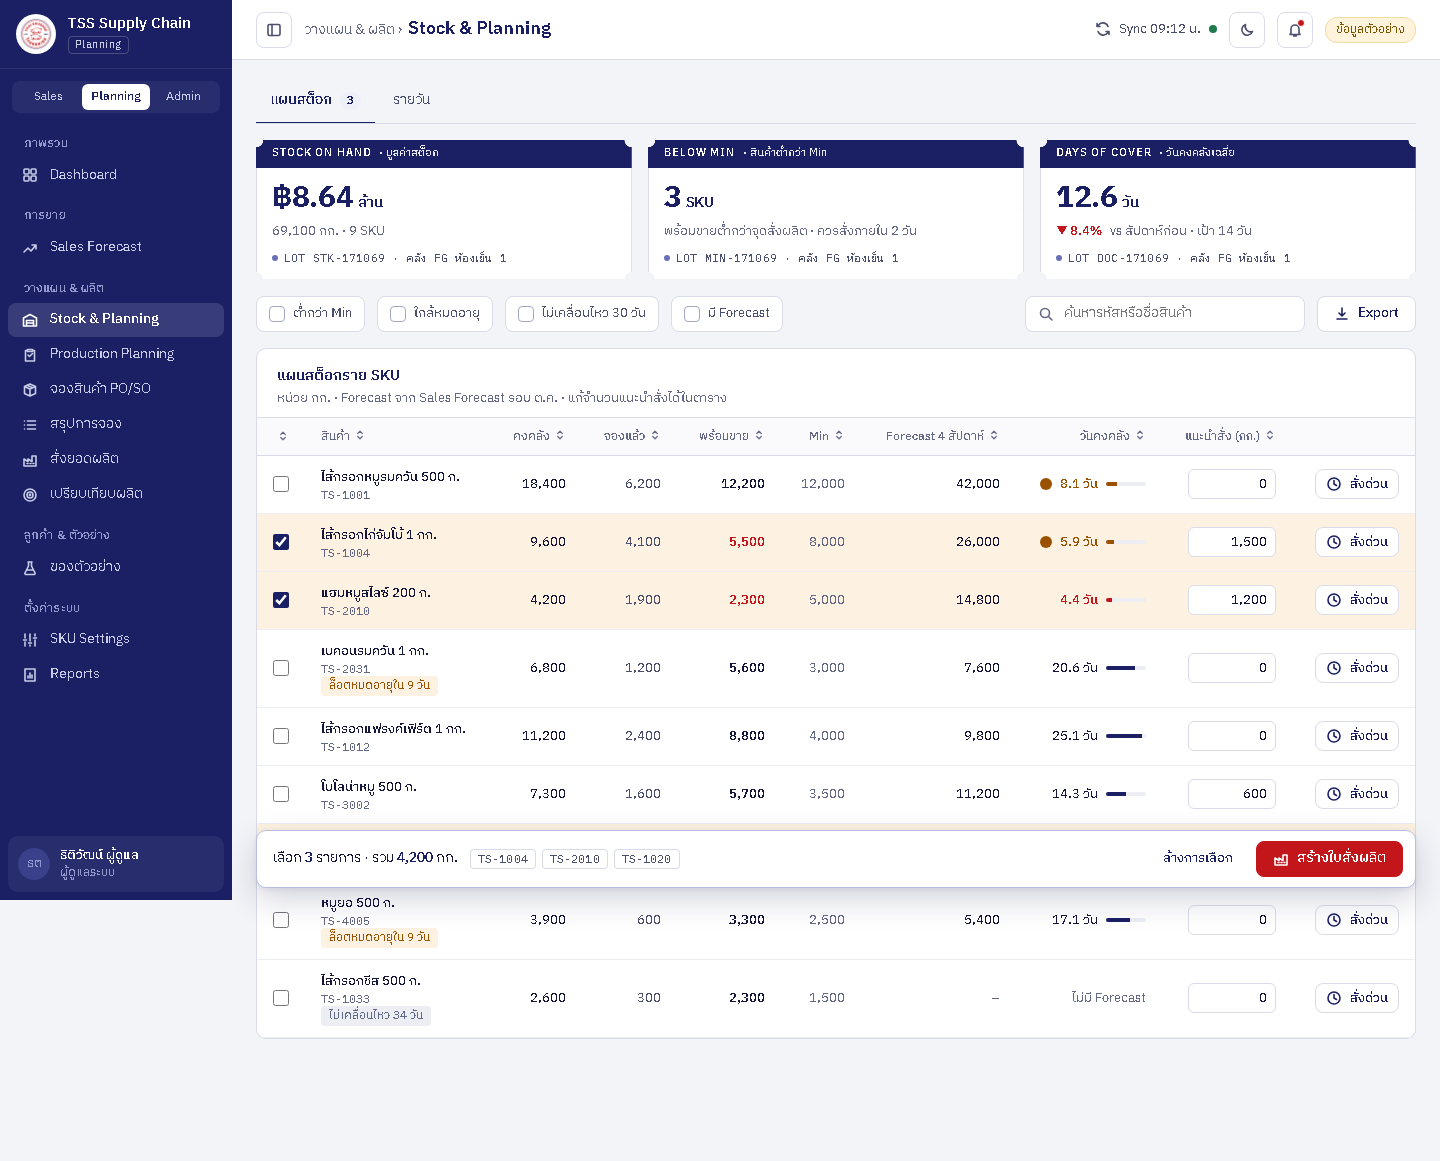 TSS Supply Chain
Planning
Sales Planning Admin
ภาพรวม
Dashboard
การขาย
Sales Forecast
วางแผน & ผลิต
Stock & Planning
Production Planning
จองสินค้า PO/SO
สรุปการจอง
สั่งยอดผลิต
เปรียบเทียบผลิต
ลูกค้า & ตัวอย่าง
ของตัวอย่าง
ตั้งค่าระบบ
SKU Settings
Reports
ธต
ธิติวัฒน์ ผู้ดูแล
ผู้ดูแลระบบ
วางแผน & ผลิต › Stock & Planning
Sync 09:12 น.
ข้อมูลตัวอย่าง
แผนสต็อก 3
รายวัน
STOCK ON HAND · มูลค่าสต็อก
฿8.64 ล้าน
69,100 กก. · 9 SKU
LOT STK-171069 · คลัง FG ห้องเย็น 1
BELOW MIN · สินค้าต่ำกว่า Min
3 SKU
พร้อมขายต่ำกว่าจุดสั่งผลิต · ควรสั่งภายใน 2 วัน
LOT MIN-171069 · คลัง FG ห้องเย็น 1
DAYS OF COVER · วันคงคลังเฉลี่ย
12.6 วัน
▼ 8.4% vs สัปดาห์ก่อน · เป้า 14 วัน
LOT DOC-171069 · คลัง FG ห้องเย็น 1
ต่ำกว่า Min
ใกล้หมดอายุ
ไม่เคลื่อนไหว 30 วัน
มี Forecast
ค้นหารหัสหรือชื่อสินค้า
Export
แผนสต็อกราย SKU
หน่วย กก. · Forecast จาก Sales Forecast รอบ ต.ค. · แก้จำนวนแนะนำสั่งได้ในตาราง
สินค้า คงคลัง จองแล้ว พร้อมขาย Min Forecast 4 สัปดาห์ วันคงคลัง แนะนำสั่ง (กก.)
ไส้กรอกหมูรมควัน 500 ก.
TS-1001
18,400 6,200 12,200 12,000 42,000 8.1 วัน 0 สั่งด่วน
ไส้กรอกไก่จัมโบ้ 1 กก.
TS-1004
9,600 4,100 5,500 8,000 26,000 5.9 วัน 1,500 สั่งด่วน
แฮมหมูสไลซ์ 200 ก.
TS-2010
4,200 1,900 2,300 5,000 14,800 4.4 วัน 1,200 สั่งด่วน
เบคอนรมควัน 1 กก.
TS-2031
ล็อตหมดอายุใน 9 วัน
6,800 1,200 5,600 3,000 7,600 20.6 วัน 0 สั่งด่วน
ไส้กรอกแฟรงค์เฟิร์ต 1 กก.
TS-1012
11,200 2,400 8,800 4,000 9,800 25.1 วัน 0 สั่งด่วน
โบโลน่าหมู 500 ก.
TS-3002
7,300 1,600 5,700 3,500 11,200 14.3 วัน 600 สั่งด่วน
เลือก 3 รายการ · รวม 4,200 กก. TS-1004 TS-2010 TS-1020 ล้างการเลือก สร้างใบสั่งผลิต
หมูยอ 500 ก.
TS-4005
ล็อตหมดอายุใน 9 วัน
3,900 600 3,300 2,500 5,400 17.1 วัน 0 สั่งด่วน
ไส้กรอกชีส 500 ก.
TS-1033
ไม่เคลื่อนไหว 34 วัน
2,600 300 2,300 1,500 – ไม่มี Forecast 0 สั่งด่วน